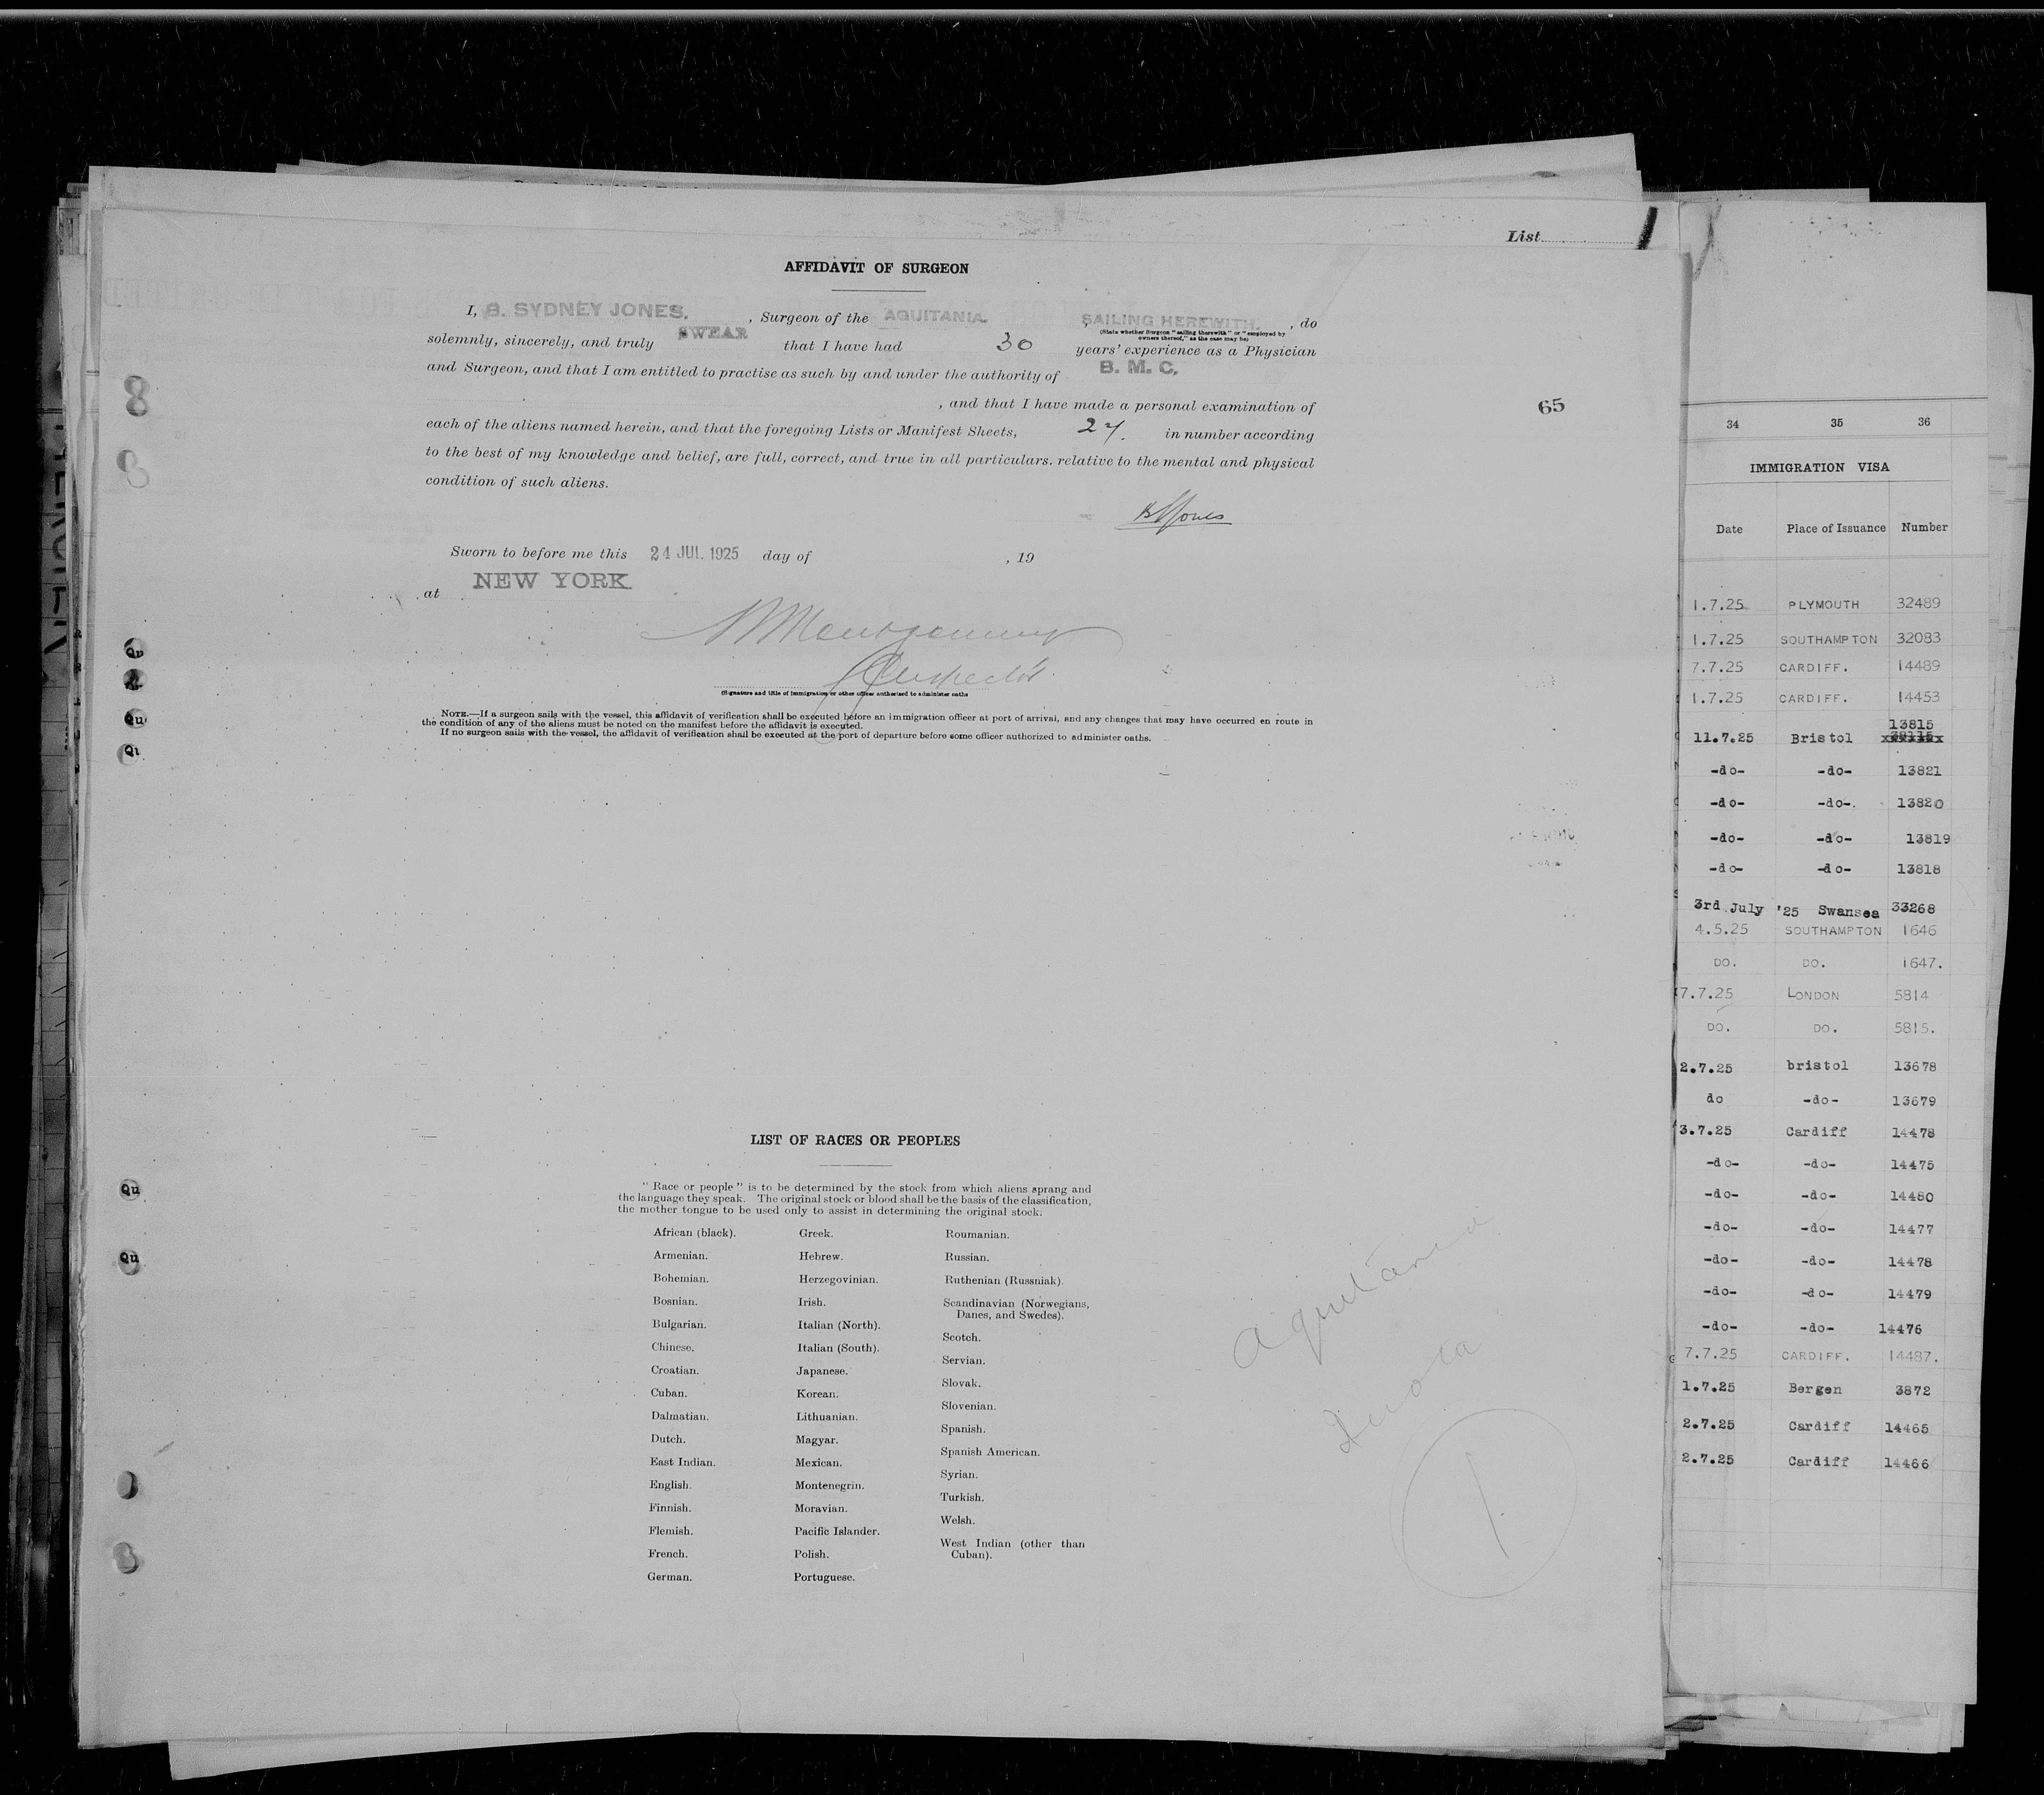 List
AFFIDAVIT OF SURGEON
I, B. SYDNEY JONES. , Surgeon of the AQUITANIA. , SAILING HEREWITH. , do
(State whether Surgeon "sailing therewith" or "employed by
owners thereof," as the case may be)
solemnly, sincerely, and truly SWEAR that I have had 30 years' experience as a Physician
and Surgeon, and that I am entitled to practise as such by and under the authority of B. M. C.
, and that I have made a personal examination of
65
each of the aliens named herein, and that the foregoing Lists or Manifest Sheets, 27. in number according
to the best of my knowledge and belief, are full, correct, and true in all particulars. relative to the mental and physical
condition of such aliens.
BSJones
Sworn to before me this 24 JUL 1925 day of , 19
at NEW YORK
Montgomery
Inspector.
(Signature and title of immigration or other officer authorized to administer oaths
NOTE.—If a surgeon sails with the vessel, this affidavit of verification shall be executed before an immigration officer at port of arrival, and any changes that may have occurred en route in
the condition of any of the aliens must be noted on the manifest before the affidavit is executed.
If no surgeon sails with the vessel, the affidavit of verification shall be executed at the port of departure before some officer authorized to administer oaths.
8
8
Qu
Qu
Qu
Qu
Qu
LIST OF RACES OR PEOPLES
"Race or people" is to be determined by the stock from which aliens sprang and
the language they speak. The original stock or blood shall be the basis of the classification,
the mother tongue to be used only to assist in determining the original stock.
African (black).
Armenian.
Bohemian.
Bosnian.
Bulgarian.
Chinese.
Croatian.
Cuban.
Dalmatian.
Dutch.
East Indian.
English.
Finnish.
Flemish.
French.
German.
Greek.
Hebrew.
Herzegovinian.
Irish.
Italian (North).
Italian (South).
Japanese.
Korean.
Lithuanian.
Magyar.
Mexican.
Montenegrin.
Moravian.
Pacific Islander.
Polish.
Portuguese.
Roumanian.
Russian.
Ruthenian (Russniak).
Scandinavian (Norwegians,
Danes, and Swedes).
Scotch.
Servian.
Slovak.
Slovenian.
Spanish.
Spanish American.
Syrian.
Turkish.
Welsh.
West Indian (other than
Cuban).
Aquitania
1
34 35 36
IMMIGRATION VISA
Date Place of Issuance Number
1.7.25 PLYMOUTH 32489
1.7.25 SOUTHAMPTON 32083
7.7.25 CARDIFF. 14489
1.7.25 CARDIFF. 14453
13815
11.7.25 Bristol
-do- -do- 13821
-do- -do-. 13820
-do- -do- 13819
-do- -do- 13818
3rd July '25 Swansea 33268
4.5.25 SOUTHAMPTON 1646
DO. DO. 1647.
7.7.25 LONDON 5814
DO. DO. 5815.
2.7.25 bristol 13678
do -do- 13679
3.7.25 Cardiff 14478
-do- -do- 14475
-do- -do- 14480
-do- -do- 14477
-do- -do- 14478
-do- -do- 14479
-do- -do- 14476
7.7.25 CARDIFF. 14487.
1.7.25 Bergen 3872
2.7.25 Cardiff 14465
2.7.25 Cardiff 14466